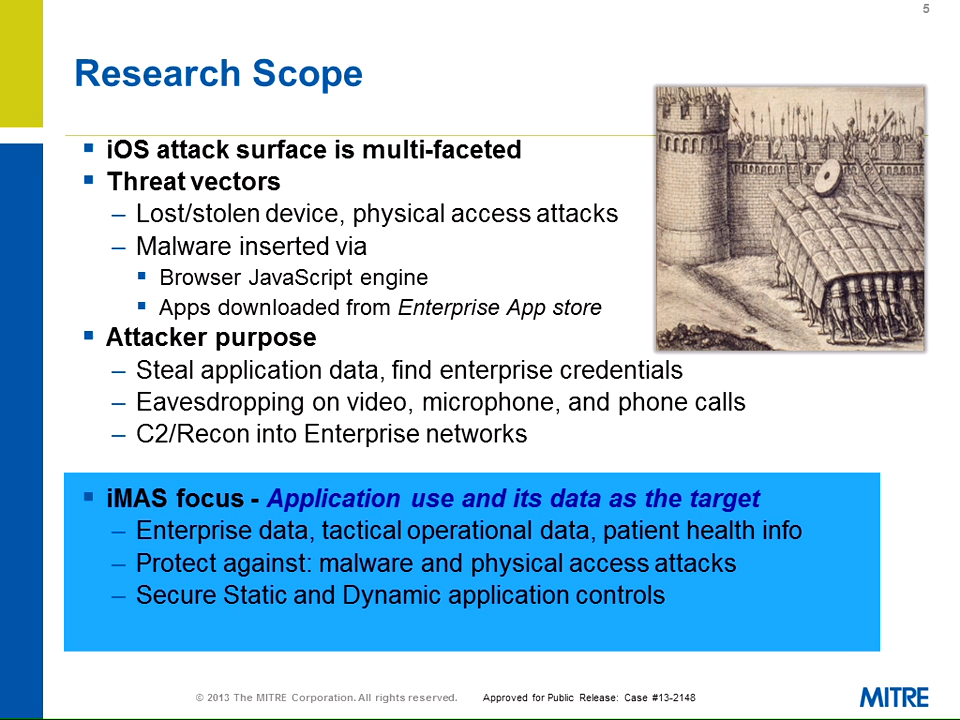 5
Research Scope
▪ iOS attack surface is multi-faceted
▪ Threat vectors
– Lost/stolen device, physical access attacks
– Malware inserted via
▪ Browser JavaScript engine
▪ Apps downloaded from Enterprise App store
▪ Attacker purpose
– Steal application data, find enterprise credentials
– Eavesdropping on video, microphone, and phone calls
– C2/Recon into Enterprise networks
▪ iMAS focus - Application use and its data as the target
– Enterprise data, tactical operational data, patient health info
– Protect against: malware and physical access attacks
– Secure Static and Dynamic application controls
© 2013 The MITRE Corporation. All rights reserved. Approved for Public Release: Case #13-2148
MITRE